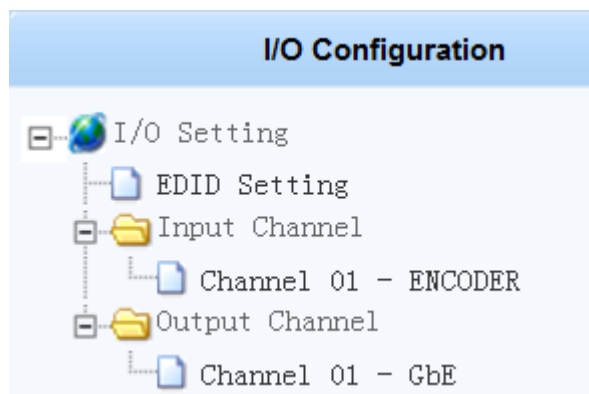 I/O Configuration
I/O Setting
EDID Setting
Input Channel
Channel 01 - ENCODER
Output Channel
Channel 01 - GbE